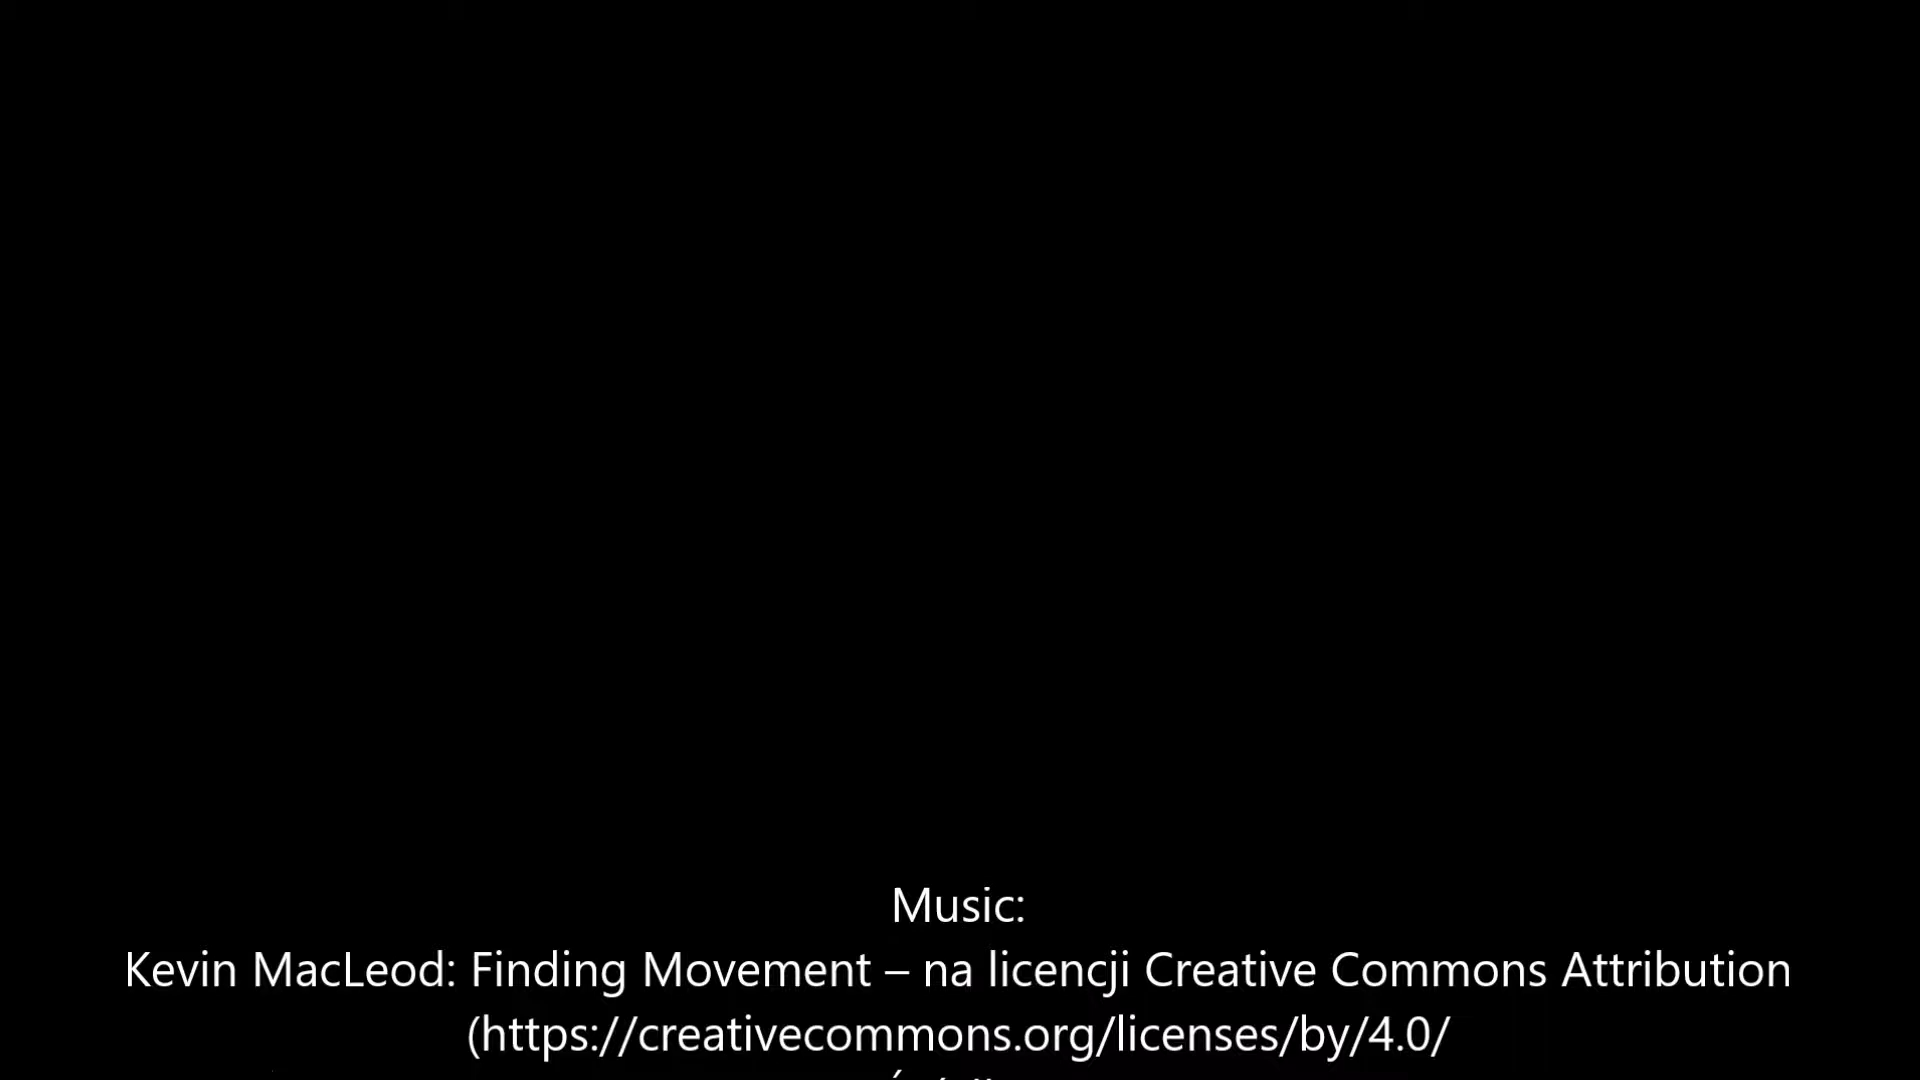 Music:
Kevin MacLeod: Finding Movement – na licencji Creative Commons Attribution
(https://creativecommons.org/licenses/by/4.0/